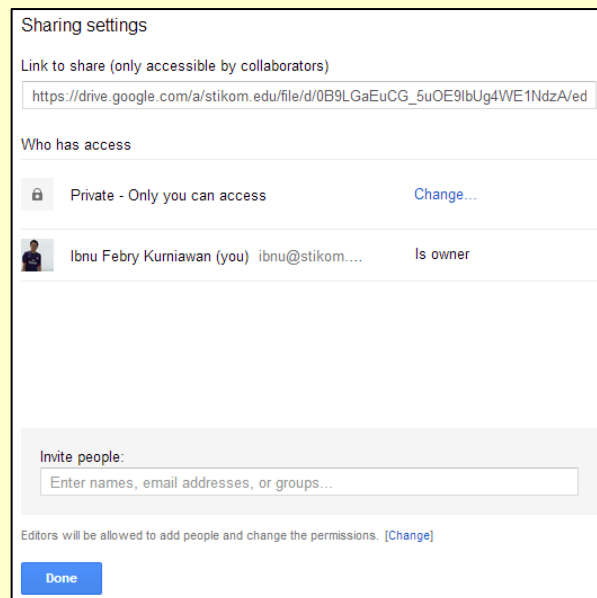 Sharing settings
Link to share (only accessible by collaborators)
https://drive.google.com/a/stikom.edu/file/d/0B9LGaEuCG_5uOE9lbUg4WE1NdzA/ed
Who has access
Private - Only you can access Change...
Ibnu Febry Kurniawan (you) ibnu@stikom.... Is owner
Invite people:
Enter names, email addresses, or groups...
Editors will be allowed to add people and change the permissions. [Change]
Done